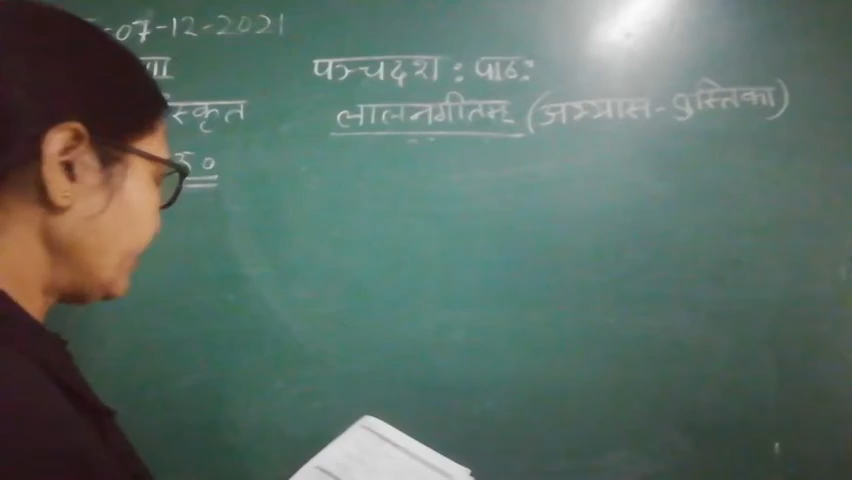 -07-12-2021
पञ्चदशः पाठः
स्कृत
लालनगीतम् (अभ्यास - पुस्तिका)